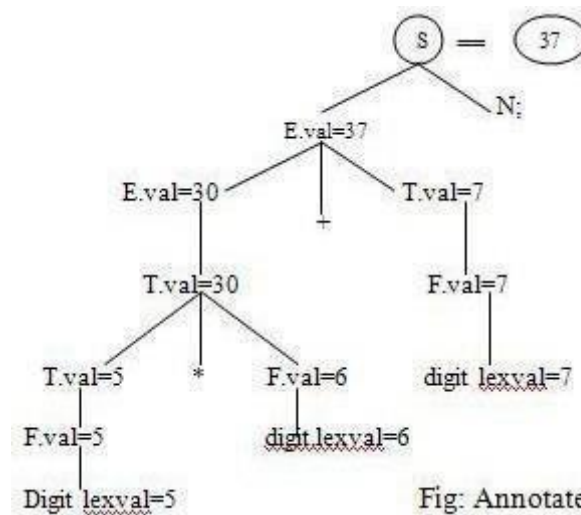 S = 37
N;
E.val=37
E.val=30 + T.val=7
T.val=30 F.val=7
T.val=5 * F.val=6 digit lexval=7
F.val=5 digit.lexval=6
Digit lexval=5 Fig: Annotate